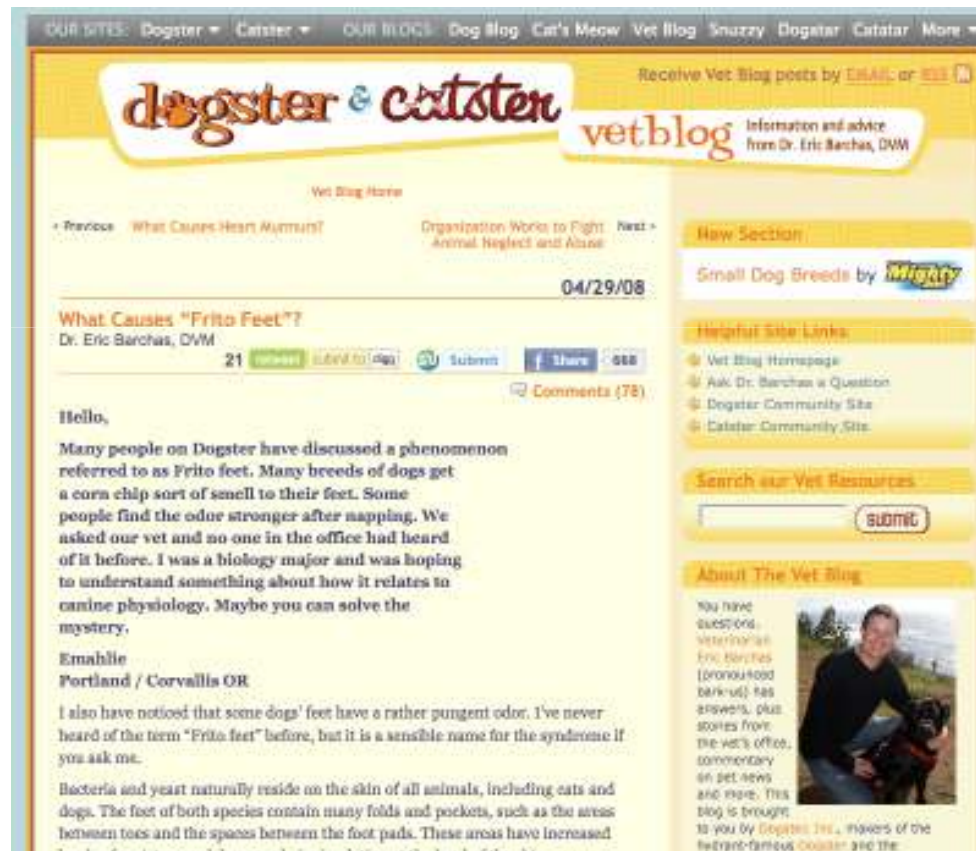 OUR SITES: Dogster Catster OUR BLOGS: Dog Blog Cat's Meow Vet Blog Snuzzy Dogstar Catatar More
Receive Vet Blog posts by EMAIL or RSS
dogster & catster
vetblog
Information and advice
from Dr. Eric Barchas, DVM
Vet Blog Home
‹ Previous What Causes Heart Murmurs?
Organization Works to Fight Next ›
Animal Neglect and Abuse
04/29/08
What Causes "Frito Feet"?
Dr. Eric Barchas, DVM
21 retweet submit to digg Submit Share 668
Comments (78)
Hello,
Many people on Dogster have discussed a phenomenon
referred to as Frito feet. Many breeds of dogs get
a corn chip sort of smell to their feet. Some
people find the odor stronger after napping. We
asked our vet and no one in the office had heard
of it before. I was a biology major and was hoping
to understand something about how it relates to
canine physiology. Maybe you can solve the
mystery.
Emahlie
Portland / Corvallis OR
I also have noticed that some dogs' feet have a rather pungent odor. I've never
heard of the term "Frito feet" before, but it is a sensible name for the syndrome if
you ask me.
Bacteria and yeast naturally reside on the skin of all animals, including cats and
dogs. The feet of both species contain many folds and pockets, such as the areas
between toes and the spaces between the foot pads. These areas have increased
New Section
Small Dog Breeds by Mighty
Helpful Site Links
Vet Blog Homepage
Ask Dr. Barchas a Question
Dogster Community Site
Catster Community Site
Search our Vet Resources
submit
About The Vet Blog
You have
questions.
Veterinarian
Eric Barchas
(pronounced
bark-us) has
answers, plus
stories from
the vet's office,
commentary
on pet news
and more. This
blog is brought
to you by Dogster Inc., makers of the
hydrant-famous Dogster and the